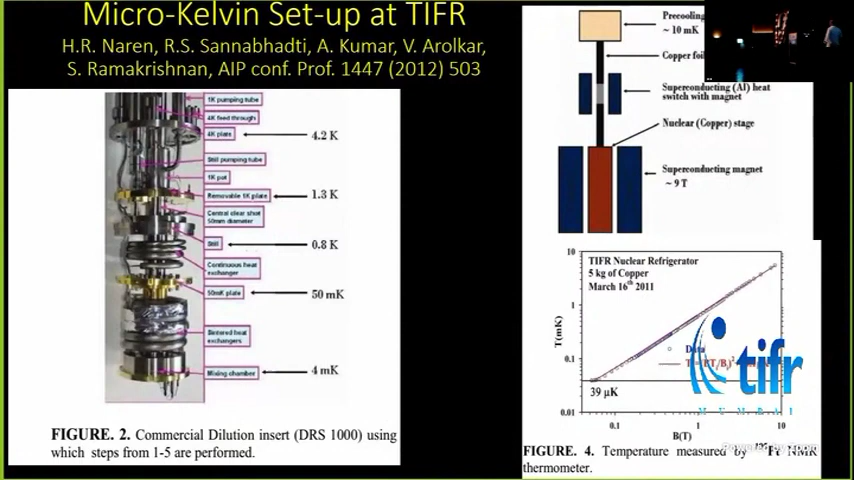 Micro-Kelvin Set-up at TIFR
H.R. Naren, R.S. Sannabhadti, A. Kumar, V. Arolkar,
S. Ramakrishnan, AIP conf. Prof. 1447 (2012) 503
1K pumping tube
4K feed through
4K plate
4.2 K
Still pumping tube
1K pot
Removable 1K plate
1.3 K
Central clear shot
50mm diameter
Still
0.8 K
Continuous heat
exchanger
50mK plate
50 mK
Sintered heat
exchangers
Mixing chamber
4 mK
FIGURE. 2. Commercial Dilution insert (DRS 1000) using
which steps from 1-5 are performed.
Precooling
~ 10 mK
Copper foil
Superconducting (Al) heat
switch with magnet
Nuclear (Copper) stage
Superconducting magnet
~ 9 T
TIFR Nuclear Refrigerator
5 kg of Copper
March 16th 2011
T(mK)
10
1
0.1
0.01
Data
39 µK
0.1
1
10
B(T)
tifr
MUMBAI
Powered by Zoom
FIGURE. 4. Temperature measured by 195Pt NMR
thermometer.